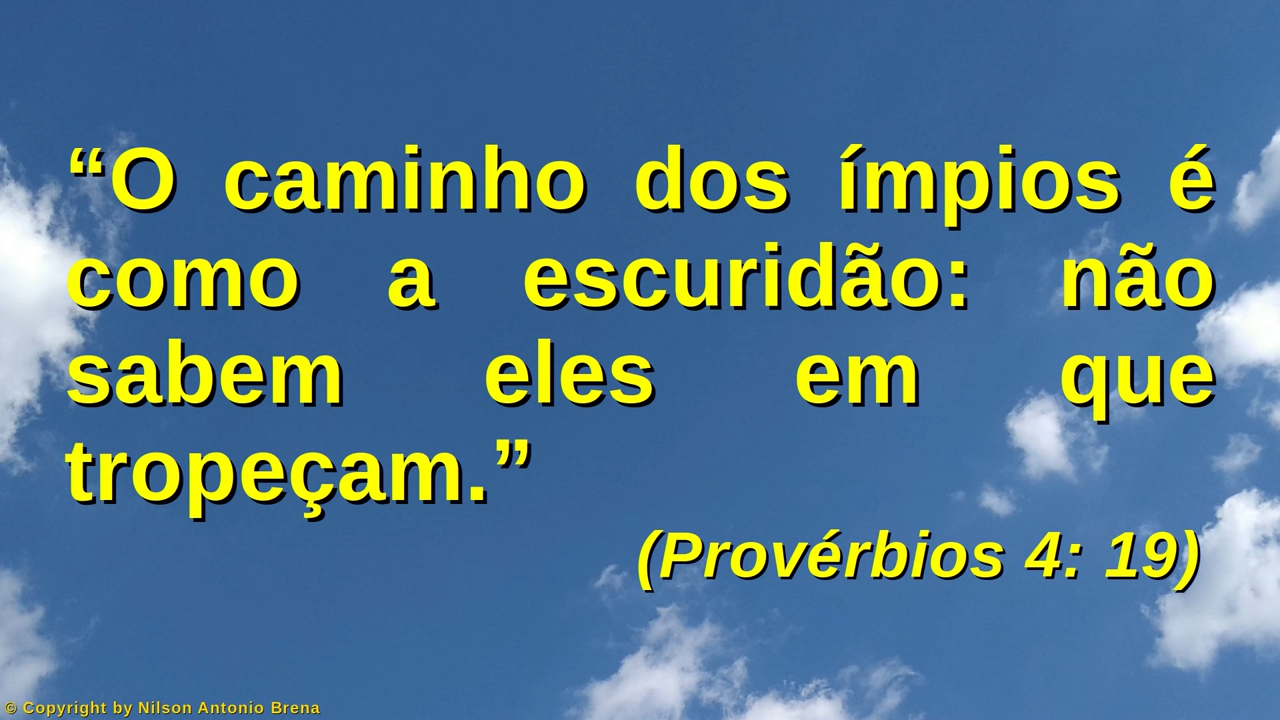 “O caminho dos ímpios é
como a escuridão: não
sabem eles em que
tropeçam.”
(Provérbios 4: 19)
© Copyright by Nilson Antonio Brena